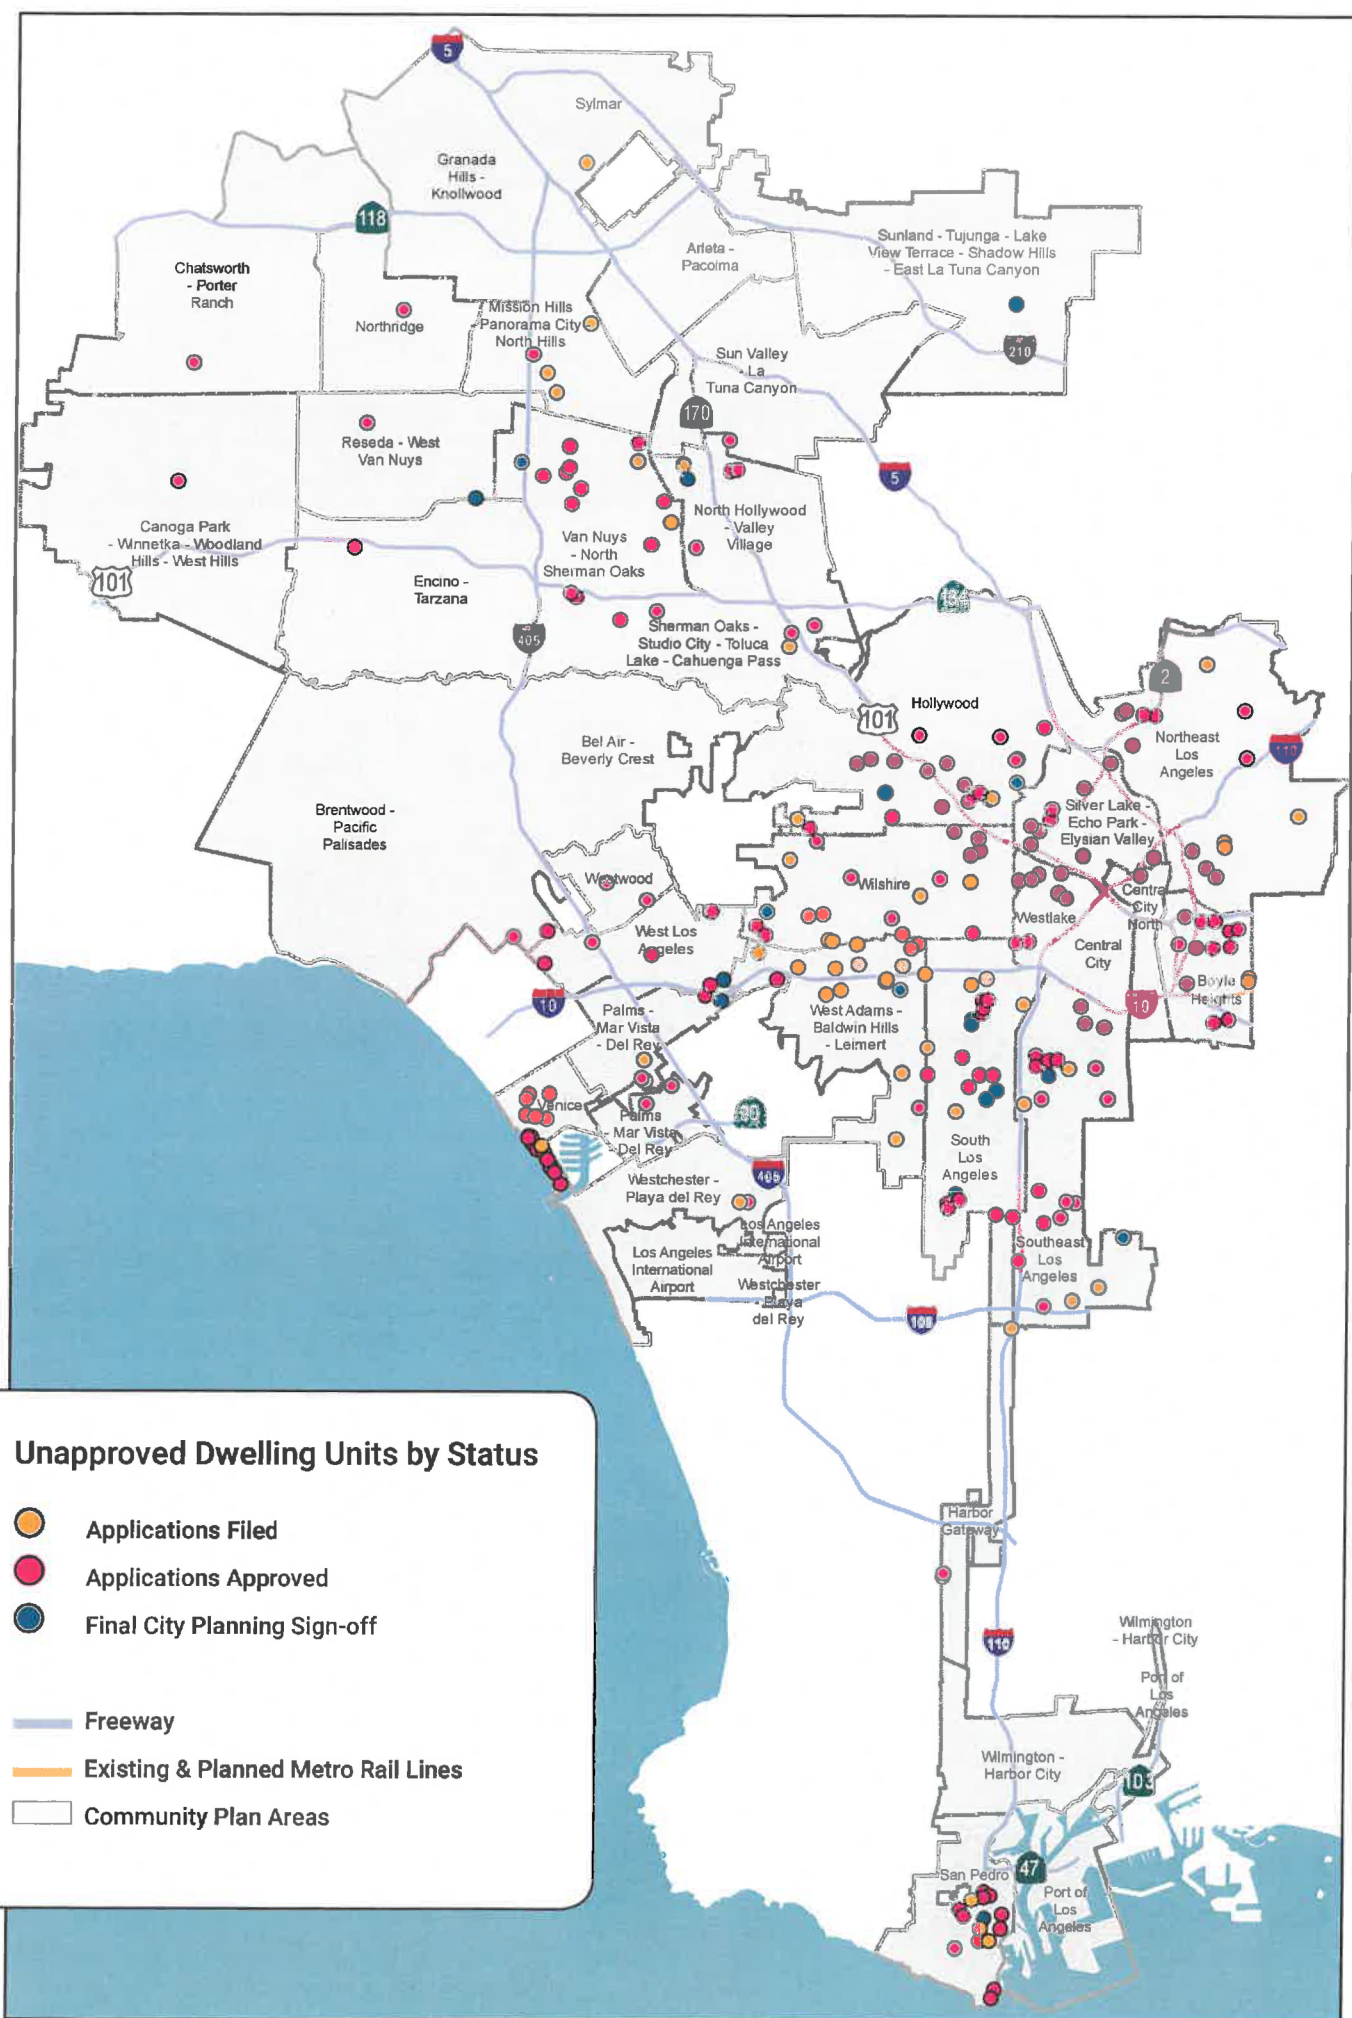 5
Sylmar
Granada
Hills -
Knollwood
118
Arleta -
Pacoima
Sunland - Tujunga - Lake
View Terrace - Shadow Hills
- East La Tuna Canyon
Chatsworth
- Porter
Ranch
Northridge
Mission Hills
Panorama City
North Hills
210
Sun Valley
La
Tuna Canyon
170
Reseda - West
Van Nuys
5
Canoga Park
- Winnetka - Woodland
Hills - West Hills
North Hollywood
- Valley
Village
Van Nuys
- North
Sherman Oaks
101
Encino -
Tarzana
134
405
Sherman Oaks -
Studio City - Toluca
Lake - Cahuenga Pass
2
Hollywood
101
Bel Air -
Beverly Crest
Northeast
Los
Angeles
110
Brentwood -
Pacific
Palisades
Silver Lake -
Echo Park -
Elysian Valley
Westwood
Wilshire
Central
City
North
Westlake
West Los
Angeles
Central
City
Boyle
Heights
10
10
Palms -
Mar Vista
- Del Rey
West Adams -
Baldwin Hills
- Leimert
Venice
Palms
Mar Vista
Del Rey
90
South
Los
Angeles
405
Westchester -
Playa del Rey
Los Angeles
International
Airport
Los Angeles
International
Airport
Southeast
Los
Angeles
Westchester
- Playa
del Rey
105
Unapproved Dwelling Units by Status
Applications Filed
Applications Approved
Final City Planning Sign-off
Freeway
Existing & Planned Metro Rail Lines
Community Plan Areas
Harbor
Gateway
110
Wilmington
- Harbor City
Port of
Los
Angeles
Wilmington -
Harbor City
103
San Pedro
47
Port of
Los
Angeles